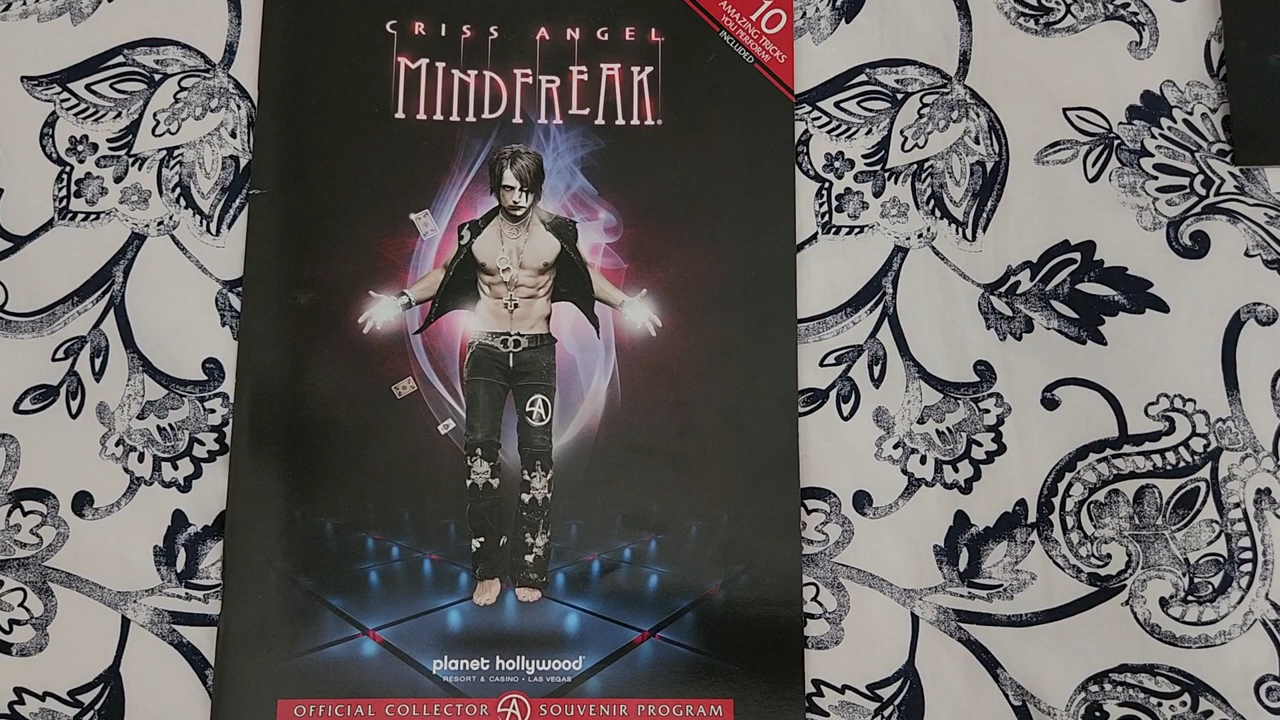 CRISS ANGEL
MINDFREAK®
10
AMAZING TRICKS
YOU PERFORM!
INCLUDED
planet hollywood®
RESORT & CASINO • LAS VEGAS
OFFICIAL COLLECTOR A SOUVENIR PROGRAM